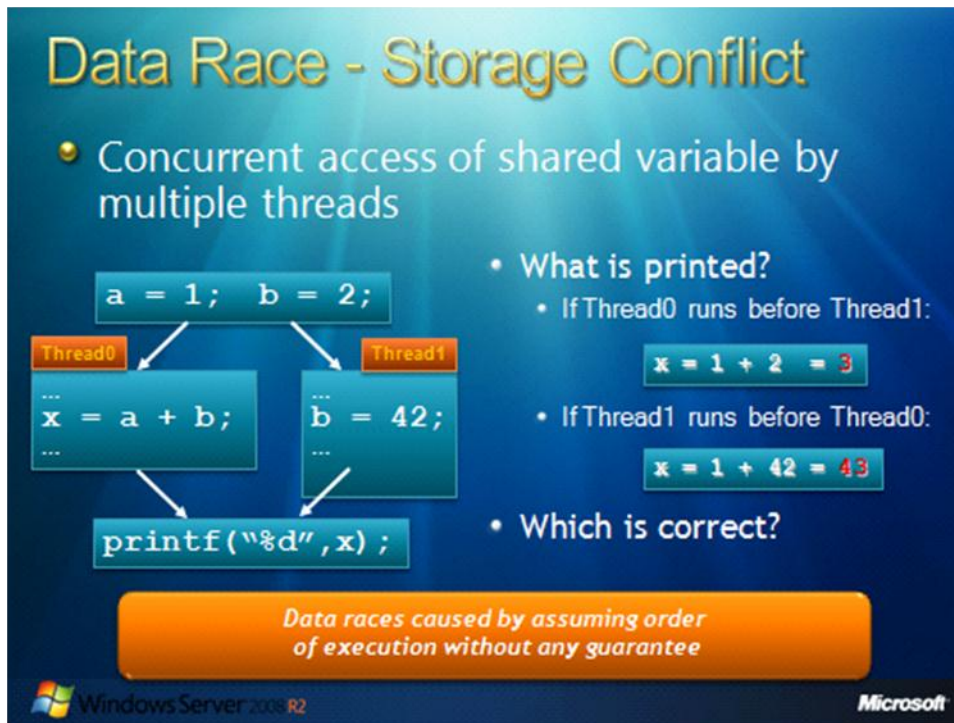 Data Race - Storage Conflict
Concurrent access of shared variable by
multiple threads
a = 1; b = 2;
Thread0
...
x = a + b;
...
Thread1
...
b = 42;
...
printf("%d",x);
What is printed?
If Thread0 runs before Thread1:
x = 1 + 2 = 3
If Thread1 runs before Thread0:
x = 1 + 42 = 43
Which is correct?
Data races caused by assuming order
of execution without any guarantee
Windows Server 2008 R2
Microsoft